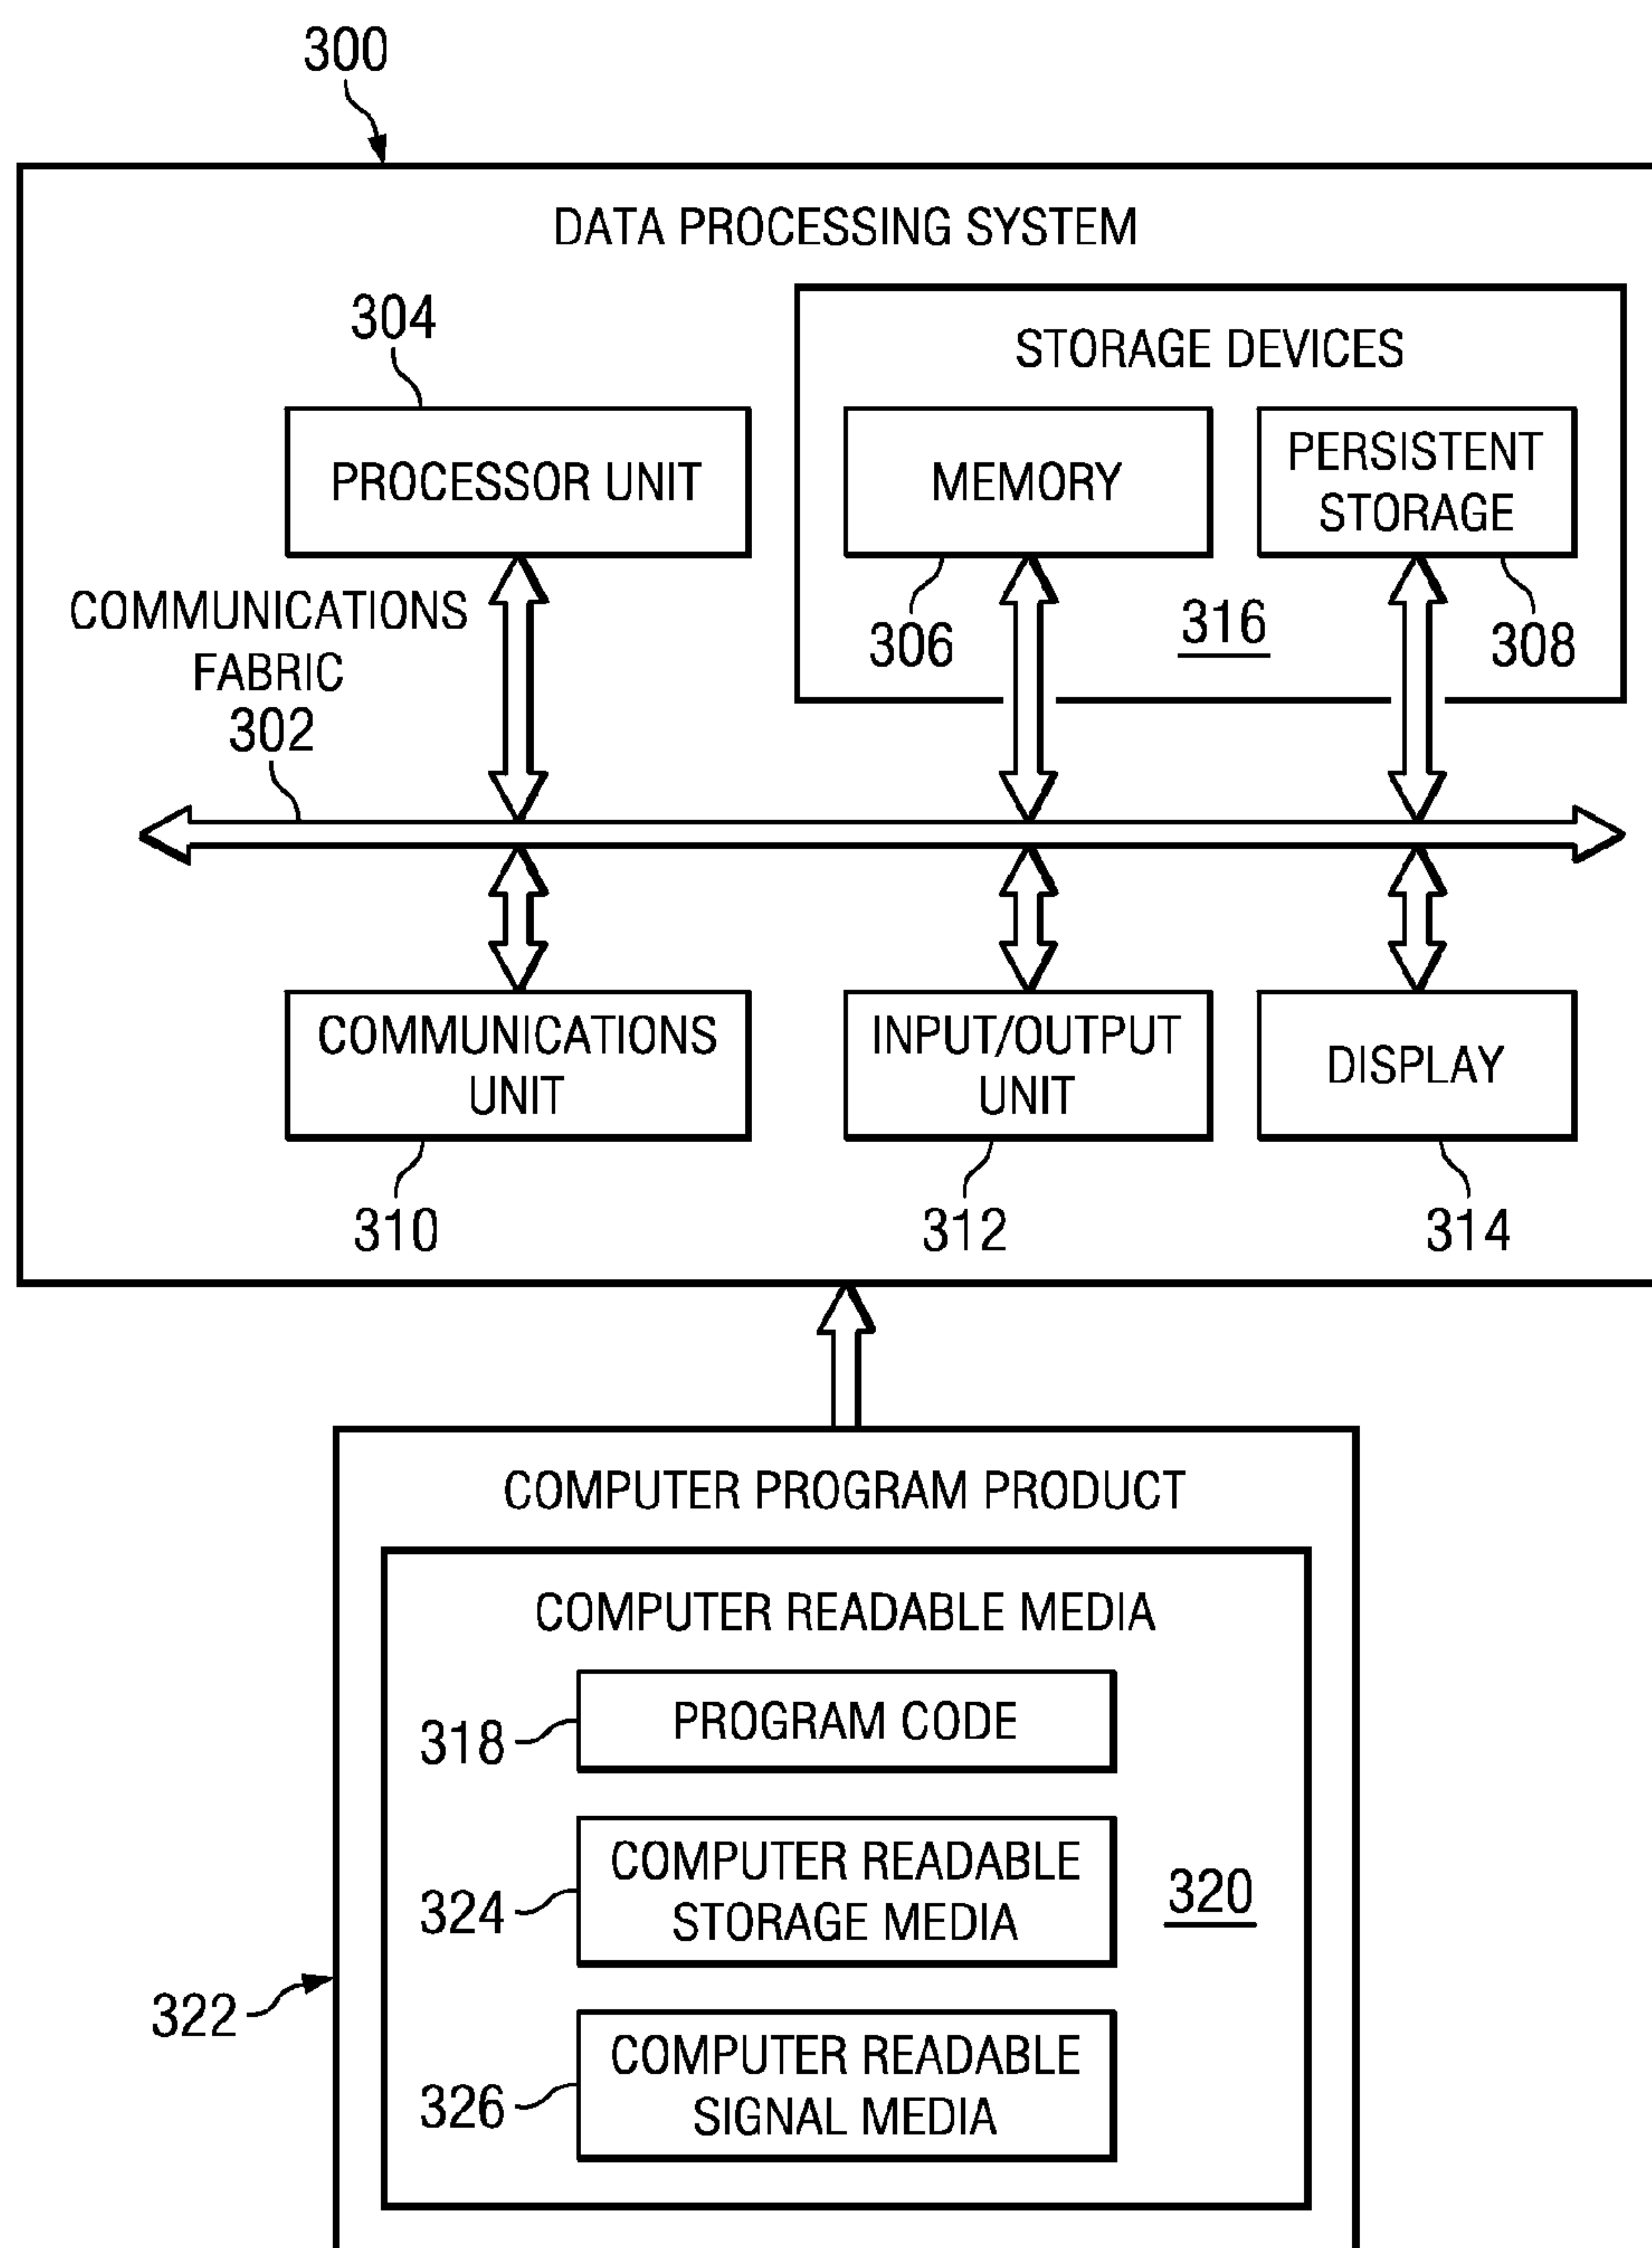 300
DATA PROCESSING SYSTEM
304
STORAGE DEVICES
PROCESSOR UNIT
MEMORY
PERSISTENT
STORAGE
COMMUNICATIONS
FABRIC
302
306
316
308
COMMUNICATIONS
UNIT
INPUT/OUTPUT
UNIT
DISPLAY
310
312
314
COMPUTER PROGRAM PRODUCT
COMPUTER READABLE MEDIA
318
PROGRAM CODE
324
COMPUTER READABLE
STORAGE MEDIA
320
322
326
COMPUTER READABLE
SIGNAL MEDIA